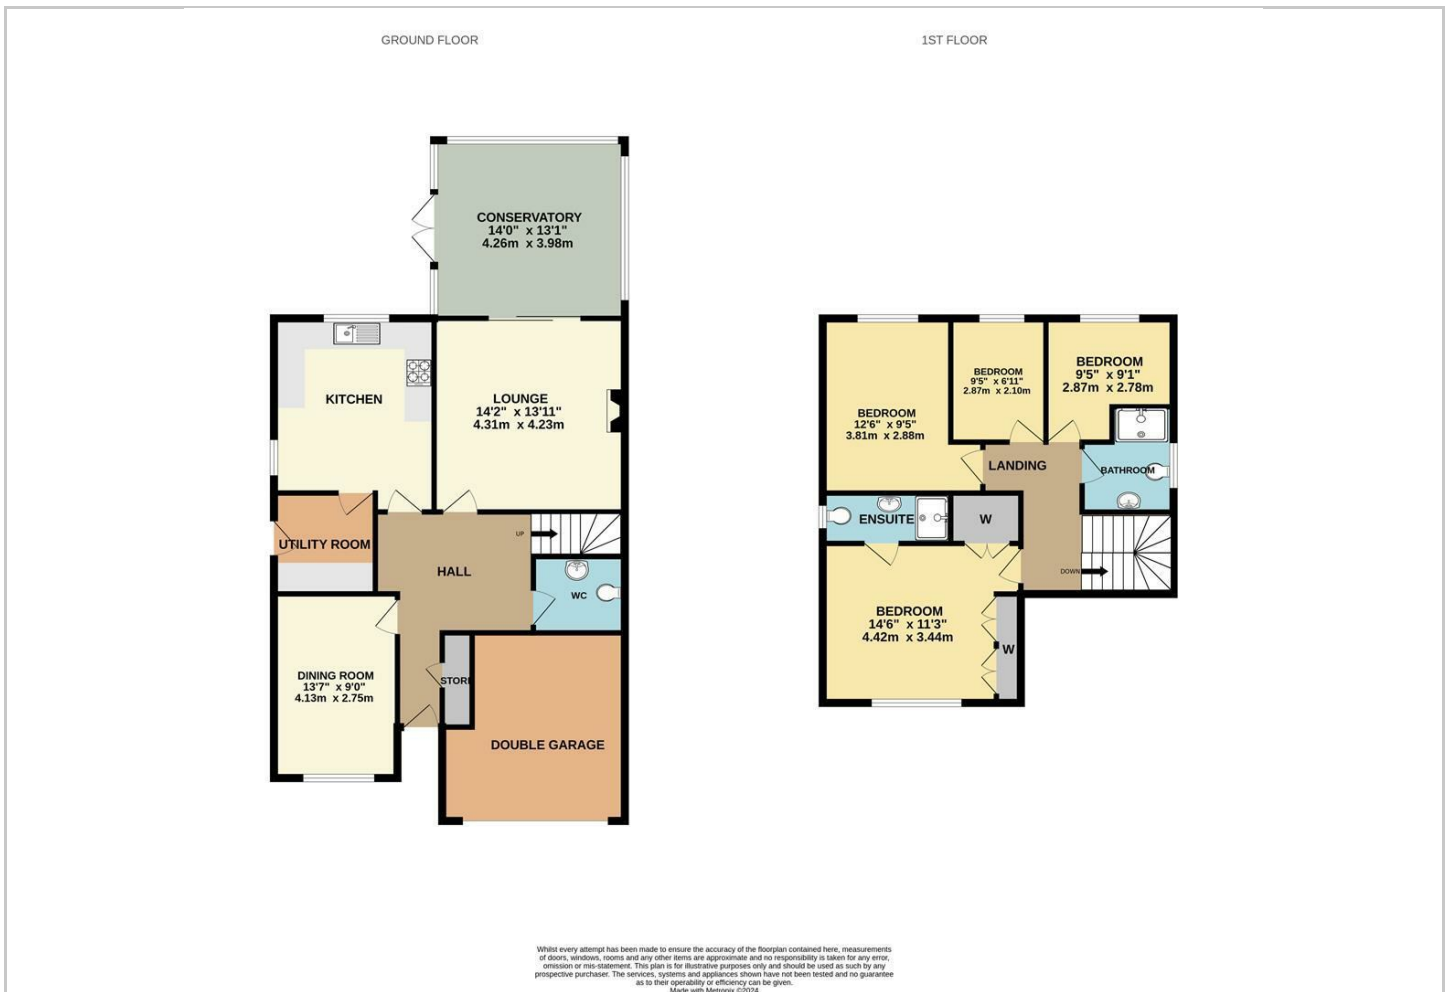 GROUND FLOOR
1ST FLOOR
CONSERVATORY
14'0" x 13'1"
4.26m x 3.98m
KITCHEN
LOUNGE
14'2" x 13'11"
4.31m x 4.23m
UTILITY ROOM
HALL
UP
WC
DINING ROOM
13'7" x 9'0"
4.13m x 2.75m
STORE
DOUBLE GARAGE
BEDROOM
12'6" x 9'5"
3.81m x 2.88m
BEDROOM
9'5" x 6'11"
2.87m x 2.10m
BEDROOM
9'5" x 9'1"
2.87m x 2.78m
LANDING
BATHROOM
ENSUITE
W
DOWN
BEDROOM
14'6" x 11'3"
4.42m x 3.44m
W
Whilst every attempt has been made to ensure the accuracy of the floorplan contained here, measurements
of doors, windows, rooms and any other items are approximate and no responsibility is taken for any error,
omission or mis-statement. This plan is for illustrative purposes only and should be used as such by any
prospective purchaser. The services, systems and appliances shown have not been tested and no guarantee
as to their operability or efficiency can be given.
Made with Metropix ©2024